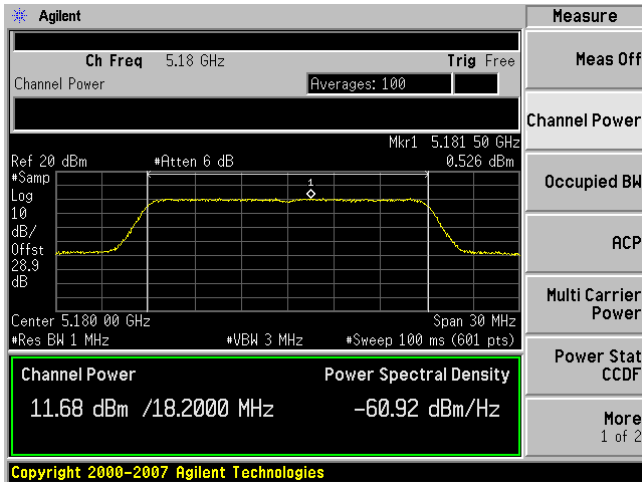 Agilent
Measure
Ch Freq 5.18 GHz Trig Free
Channel Power Averages: 100
Mkr1 5.181 50 GHz
Ref 20 dBm #Atten 6 dB 0.526 dBm
#Samp
Log
10
dB/
Offst
28.9
dB
1
Center 5.180 00 GHz Span 30 MHz
#Res BW 1 MHz #VBW 3 MHz #Sweep 100 ms (601 pts)
Channel Power Power Spectral Density
11.68 dBm /18.2000 MHz -60.92 dBm/Hz
Meas Off
Channel Power
Occupied BW
ACP
Multi Carrier
Power
Power Stat
CCDF
More
1 of 2
Copyright 2000-2007 Agilent Technologies